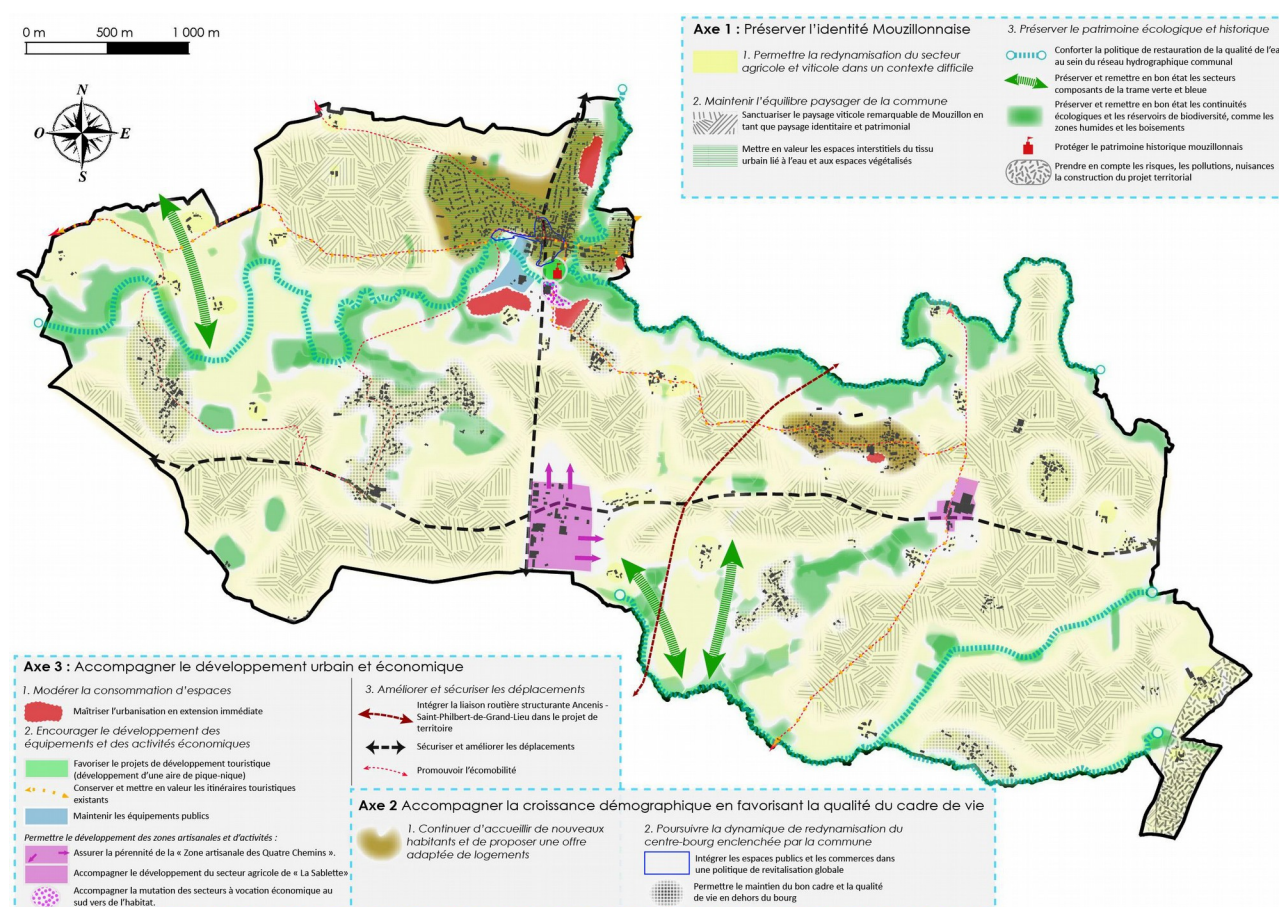 0 m 500 m 1 000 m
N
O E
S
Axe 1 : Préserver l'identité Mouzillonnaise
1. Permettre la redynamisation du secteur
agricole et viticole dans un contexte difficile
2. Maintenir l'équilibre paysager de la commune
Sanctuariser le paysage viticole remarquable de Mouzillon en
tant que paysage identitaire et patrimonial
Mettre en valeur les espaces interstitiels du tissu
urbain lié à l'eau et aux espaces végétalisés
3. Préserver le patrimoine écologique et historique
Conforter la politique de restauration de la qualité de l'ea
au sein du réseau hydrographique communal
Préserver et remettre en bon état les secteurs
composants de la trame verte et bleue
Préserver et remettre en bon état les continuités
écologiques et les réservoirs de biodiversité, comme les
zones humides et les boisements
Protéger le patrimoine historique mouzillonnais
Prendre en compte les risques, les pollutions, nuisances
la construction du projet territorial
Axe 3 : Accompagner le développement urbain et économique
1. Modérer la consommation d'espaces
Maîtriser l'urbanisation en extension immédiate
2. Encourager le développement des
équipements et des activités économiques
Favoriser le projets de développement touristique
(développement d'une aire de pique-nique)
Conserver et mettre en valeur les itinéraires touristiques
existants
Maintenir les équipements publics
Permettre le développement des zones artisanales et d'activités :
Assurer la pérennité de la « Zone artisanale des Quatre Chemins ».
Accompagner le développement du secteur agricole de « La Sablette»
Accompagner la mutation des secteurs à vocation économique au
sud vers de l'habitat.
3. Améliorer et sécuriser les déplacements
Intégrer la liaison routière structurante Ancenis -
Saint-Philbert-de-Grand-Lieu dans le projet de
territoire
Sécuriser et améliorer les déplacements
Promouvoir l'écomobilité
Axe 2 Accompagner la croissance démographique en favorisant la qualité du cadre de vie
1. Continuer d'accueillir de nouveaux
habitants et de proposer une offre
adaptée de logements
2. Poursuivre la dynamique de redynamisation du
centre-bourg enclenchée par la commune
Intégrer les espaces publics et les commerces dans
une politique de revitalisation globale
Permettre le maintien du bon cadre et la qualité
de vie en dehors du bourg